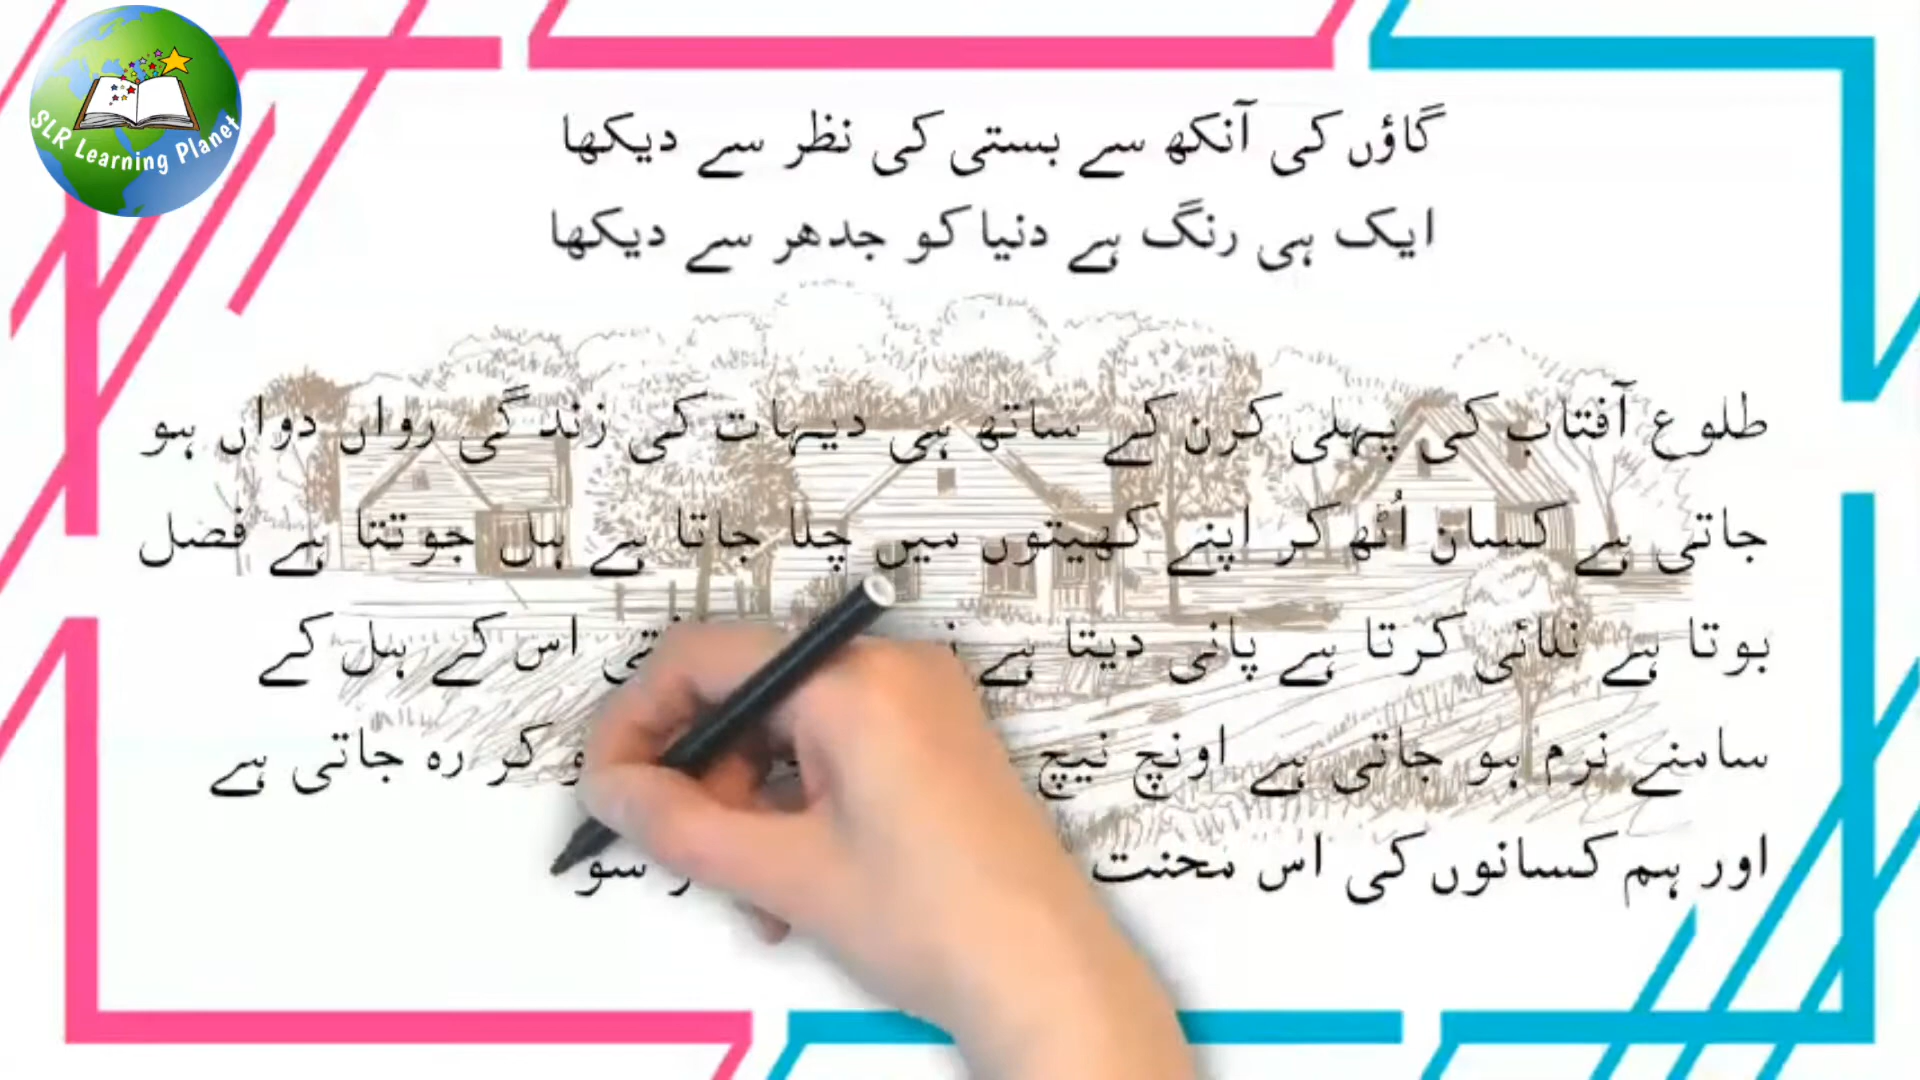 SLR Learning Planet
گاؤں کی آنکھ سے بستی کی نظر سے دیکھا
ایک ہی رنگ ہے دنیا کو جدھر سے دیکھا
طلوع آفتاب کی پہلی کرن کے ساتھ ہی دیہات کی زندگی رواں دواں ہو
جاتی ہے کسان اُٹھ کر اپنے کھیتوں میں چلا جاتا ہے ہل جوتتا ہے فصل
بوتا ہے نلائی کرتا ہے پانی دیتا ہے اس کے ہل کے
سامنے نرم ہو جاتی ہے اونچ نیچ کر رہ جاتی ہے
اور ہم کسانوں کی اس محنت سو